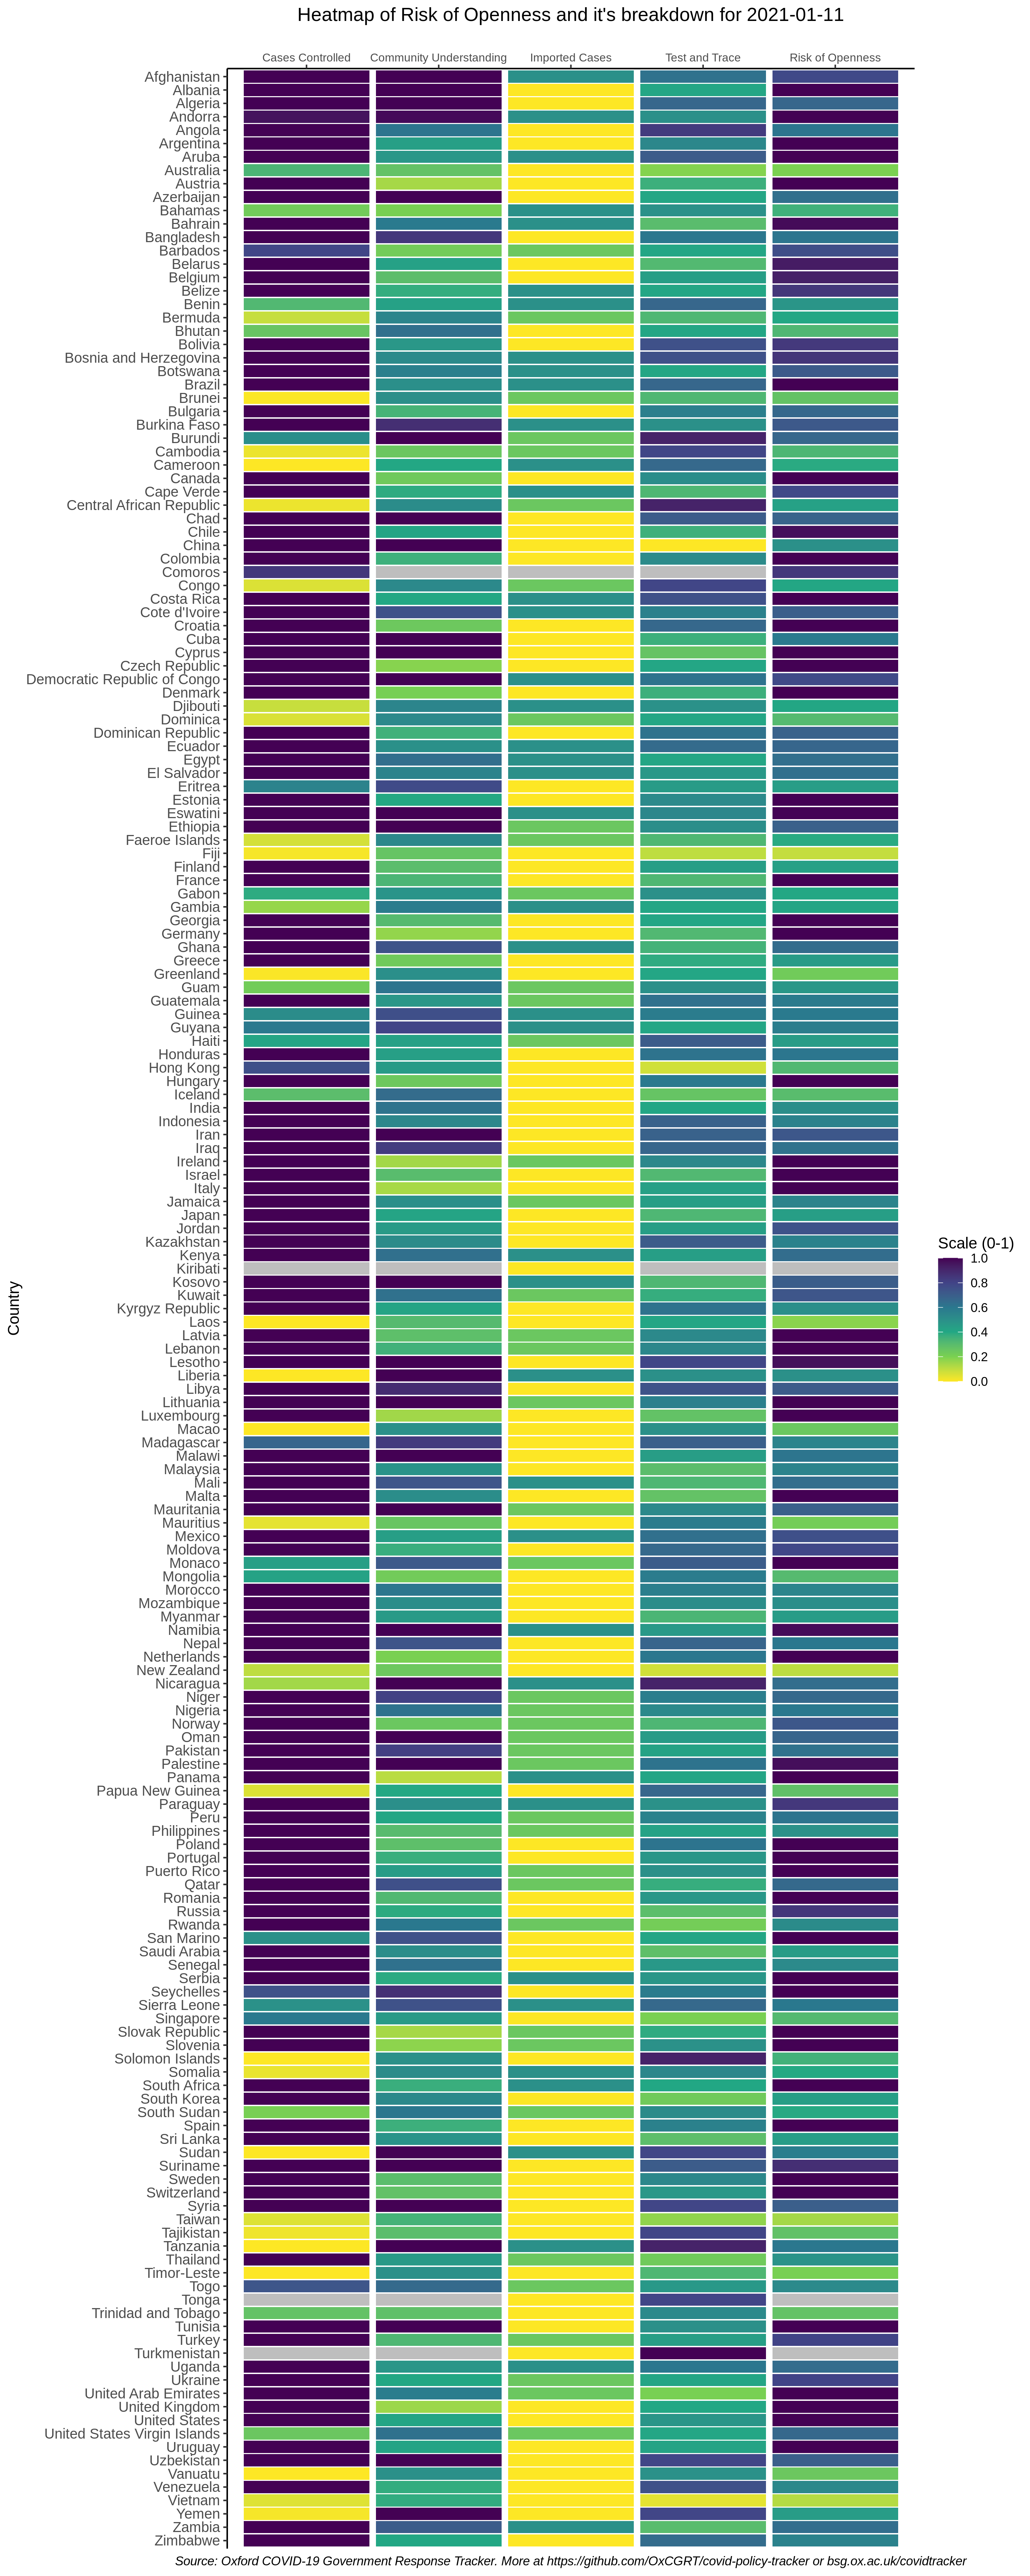 Heatmap of Risk of Openness and it's breakdown for 2021-01-11
Cases Controlled Community Understanding Imported Cases Test and Trace Risk of Openness
Afghanistan
Albania
Algeria
Andorra
Angola
Argentina
Aruba
Australia
Austria
Azerbaijan
Bahamas
Bahrain
Bangladesh
Barbados
Belarus
Belgium
Belize
Benin
Bermuda
Bhutan
Bolivia
Bosnia and Herzegovina
Botswana
Brazil
Brunei
Bulgaria
Burkina Faso
Burundi
Cambodia
Cameroon
Canada
Cape Verde
Central African Republic
Chad
Chile
China
Colombia
Comoros
Congo
Costa Rica
Cote d'Ivoire
Croatia
Cuba
Cyprus
Czech Republic
Democratic Republic of Congo
Denmark
Djibouti
Dominica
Dominican Republic
Ecuador
Egypt
El Salvador
Eritrea
Estonia
Eswatini
Ethiopia
Faeroe Islands
Fiji
Finland
France
Gabon
Gambia
Georgia
Germany
Ghana
Greece
Greenland
Guam
Guatemala
Guinea
Guyana
Haiti
Honduras
Hong Kong
Hungary
Iceland
India
Indonesia
Iran
Iraq
Ireland
Israel
Italy
Jamaica
Japan
Jordan
Kazakhstan
Kenya
Kiribati
Kosovo
Kuwait
Kyrgyz Republic
Laos
Latvia
Lebanon
Lesotho
Liberia
Libya
Lithuania
Luxembourg
Macao
Madagascar
Malawi
Malaysia
Mali
Malta
Mauritania
Mauritius
Mexico
Moldova
Monaco
Mongolia
Morocco
Mozambique
Myanmar
Namibia
Nepal
Netherlands
New Zealand
Nicaragua
Niger
Nigeria
Norway
Oman
Pakistan
Palestine
Panama
Papua New Guinea
Paraguay
Peru
Philippines
Poland
Portugal
Puerto Rico
Qatar
Romania
Russia
Rwanda
San Marino
Saudi Arabia
Senegal
Serbia
Seychelles
Sierra Leone
Singapore
Slovak Republic
Slovenia
Solomon Islands
Somalia
South Africa
South Korea
South Sudan
Spain
Sri Lanka
Sudan
Suriname
Sweden
Switzerland
Syria
Taiwan
Tajikistan
Tanzania
Thailand
Timor-Leste
Togo
Tonga
Trinidad and Tobago
Tunisia
Turkey
Turkmenistan
Uganda
Ukraine
United Arab Emirates
United Kingdom
United States
United States Virgin Islands
Uruguay
Uzbekistan
Vanuatu
Venezuela
Vietnam
Yemen
Zambia
Zimbabwe
Country
Scale (0-1)
1.0
0.8
0.6
0.4
0.2
0.0
Source: Oxford COVID-19 Government Response Tracker. More at https://github.com/OxCGRT/covid-policy-tracker or bsg.ox.ac.uk/covidtracker